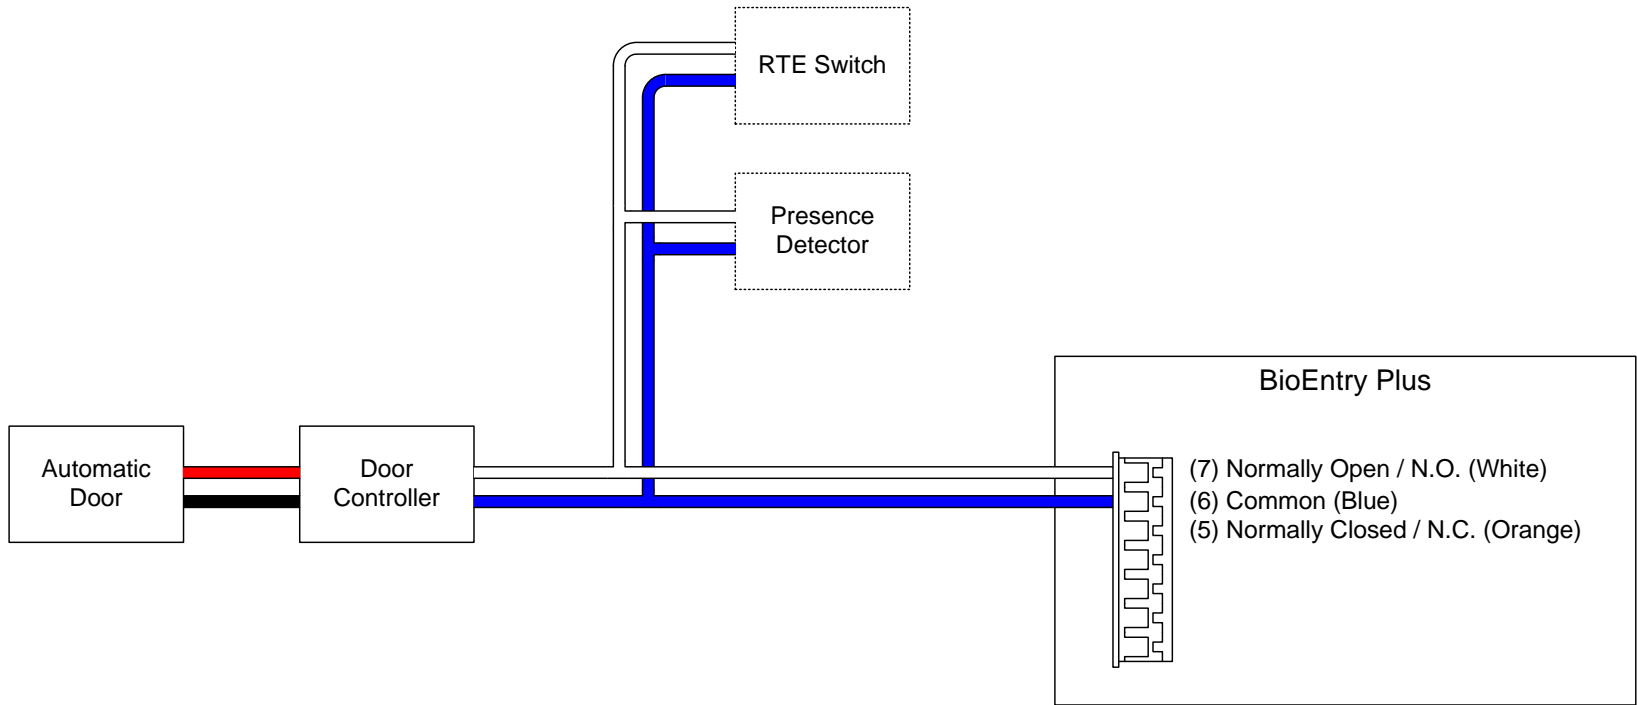 RTE Switch
Presence
Detector
BioEntry Plus
Automatic
Door
Door
Controller
(7) Normally Open / N.O. (White)
(6) Common (Blue)
(5) Normally Closed / N.C. (Orange)